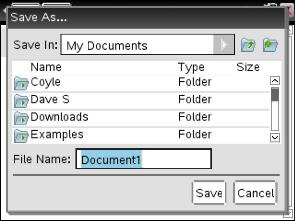 Save As...
Save In: My Documents
Name Type Size
Coyle Folder
Dave S Folder
Downloads Folder
Examples Folder
File Name: Document1
Save Cancel